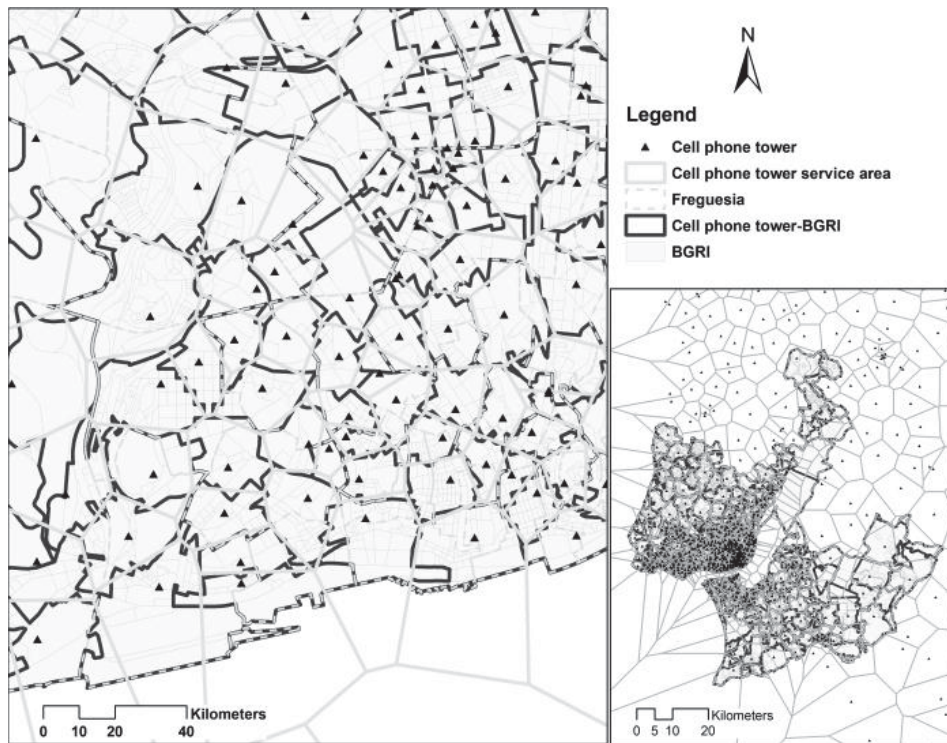 N
Legend
Cell phone tower
Cell phone tower service area
Freguesia
Cell phone tower-BGRI
BGRI
Kilometers
0 10 20 40
Kilometers
0 5 10 20